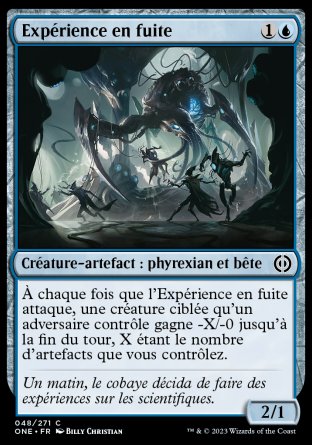 Expérience en fuite 1
Créature-artefact : phyrexian et bête
À chaque fois que l'Expérience en fuite
attaque, une créature ciblée qu'un
adversaire contrôle gagne -X/-0 jusqu'à
la fin du tour, X étant le nombre
d'artefacts que vous contrôlez.
Un matin, le cobaye décida de faire des
expériences sur les scientifiques.
2/1
048/271 C
ONE • FR Billy Christian
™ & © 2023 Wizards of the Coast